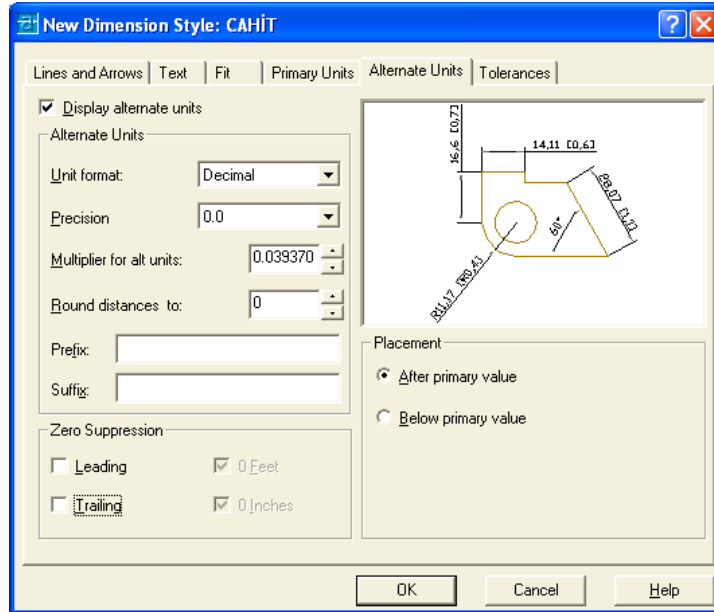 New Dimension Style: CAHİT
Lines and Arrows Text Fit Primary Units Alternate Units Tolerances
Display alternate units
Alternate Units
Unit format: Decimal
Precision 0.0
Multiplier for alt units: 0.039370
Round distances to: 0
Prefix:
Suffix:
Zero Suppression
Leading 0 Feet
Trailing 0 Inches
16,6 [0,7]
14,11 [0,6]
28,07 [1,1]
60°
R11,17 [R0,4]
Placement
After primary value
Below primary value
OK Cancel Help